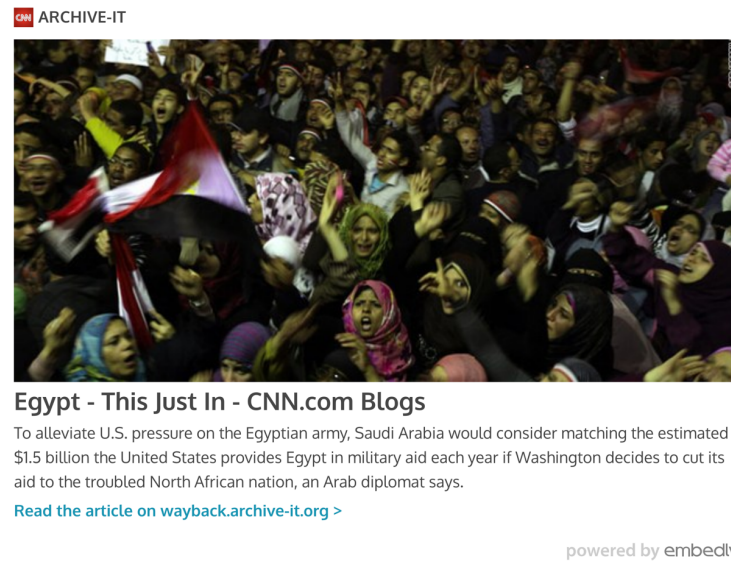 CNN ARCHIVE-IT
Egypt - This Just In - CNN.com Blogs
To alleviate U.S. pressure on the Egyptian army, Saudi Arabia would consider matching the estimated
$1.5 billion the United States provides Egypt in military aid each year if Washington decides to cut its
aid to the troubled North African nation, an Arab diplomat says.
Read the article on wayback.archive-it.org >
powered by embedly